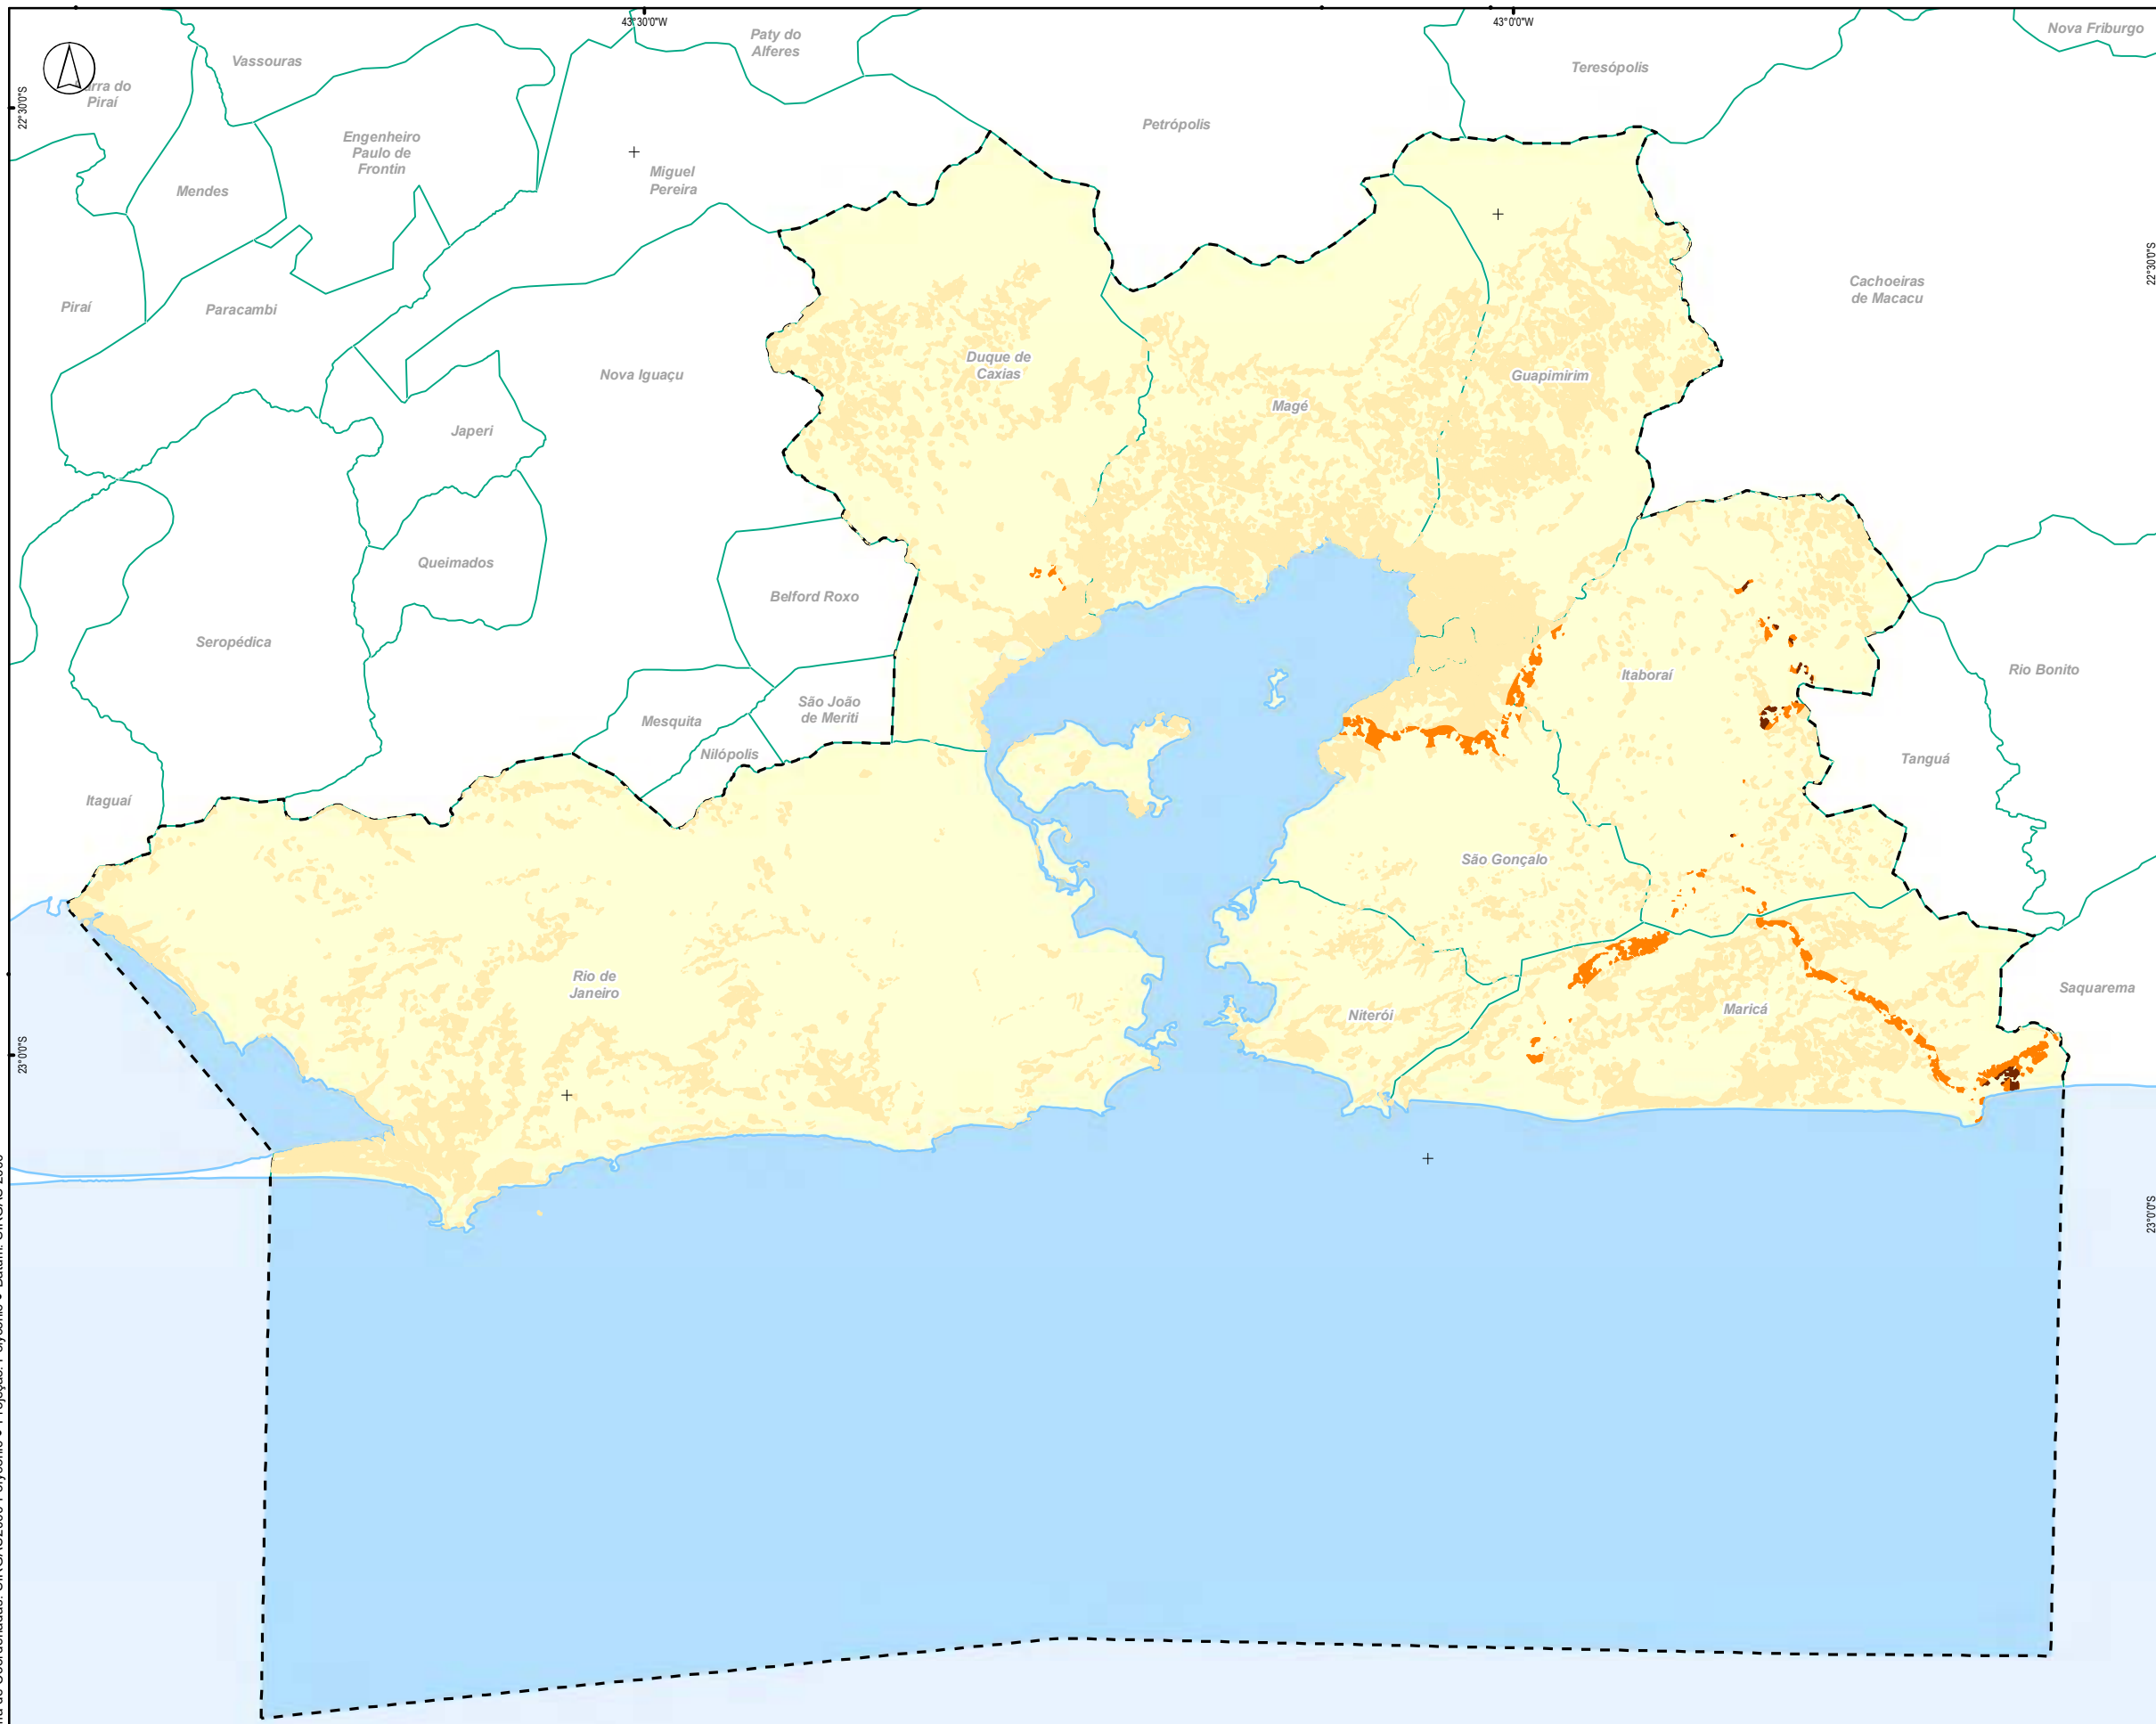 43°30'0"W
43°0'0"W
Nova Friburgo
Paty do
Alferes
Vassouras
Teresópolis
Piraí
22°30'0"S
Petrópolis
Engenheiro
Paulo de
Frontin
Miguel
Pereira
Mendes
22°30'0"S
Cachoeiras
de Macacu
Piraí
Paracambi
Duque de
Caxias
Nova Iguaçu
Guapimirim
Magé
Japeri
Queimados
Belford Roxo
Seropédica
Rio Bonito
Itaboraí
São João
de Meriti
Mesquita
Nilópolis
Tanguá
Itaguaí
São Gonçalo
Rio de
Janeiro
Saquarema
Maricá
Niterói
23°0'0"S
23°0'0"S